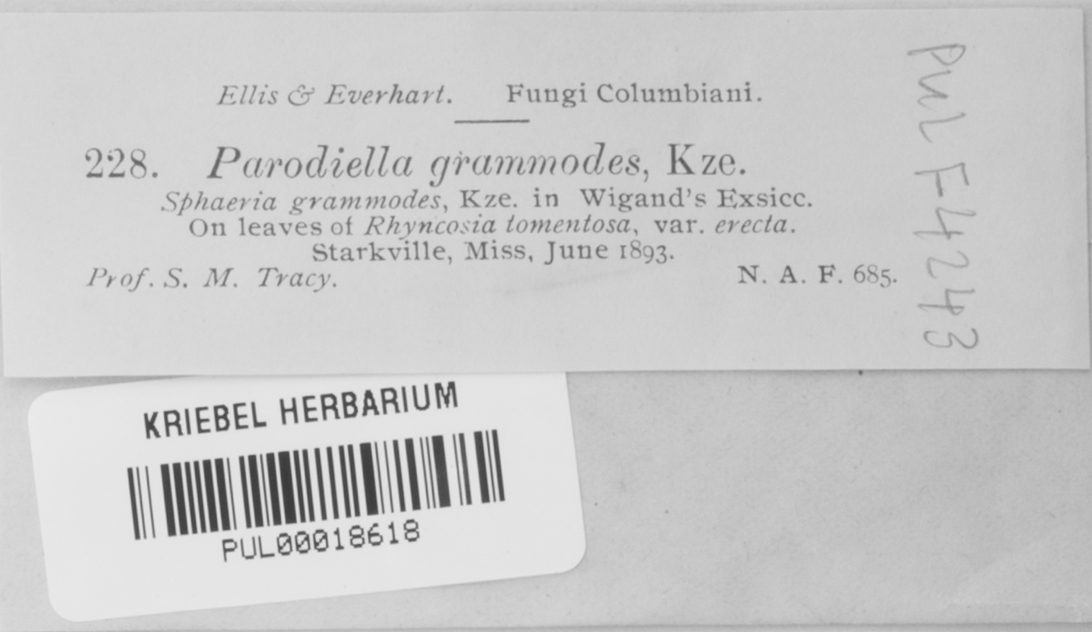 Ellis & Everhart. Fungi Columbiani.
228. Parodiella grammodes, Kze.
Sphaeria grammodes, Kze. in Wigand's Exsicc.
On leaves of Rhyncosia tomentosa, var. erecta.
Starkville, Miss, June 1893.
Prof. S. M. Tracy. N. A. F. 685.
PUL F4243
KRIEBEL HERBARIUM
PUL00018618